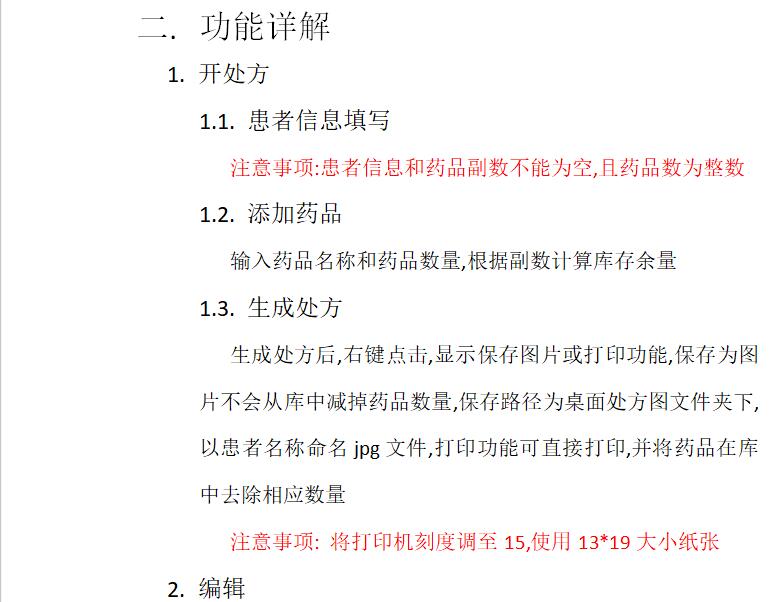 二. 功能详解
1. 开处方
1.1. 患者信息填写
注意事项:患者信息和药品副数不能为空,且药品数为整数
1.2. 添加药品
输入药品名称和药品数量,根据副数计算库存余量
1.3. 生成处方
生成处方后,右键点击,显示保存图片或打印功能,保存为图
片不会从库中减掉药品数量,保存路径为桌面处方图文件夹下,
以患者名称命名 jpg 文件,打印功能可直接打印,并将药品在库
中去除相应数量
注意事项: 将打印机刻度调至 15,使用 13*19 大小纸张
2. 编辑